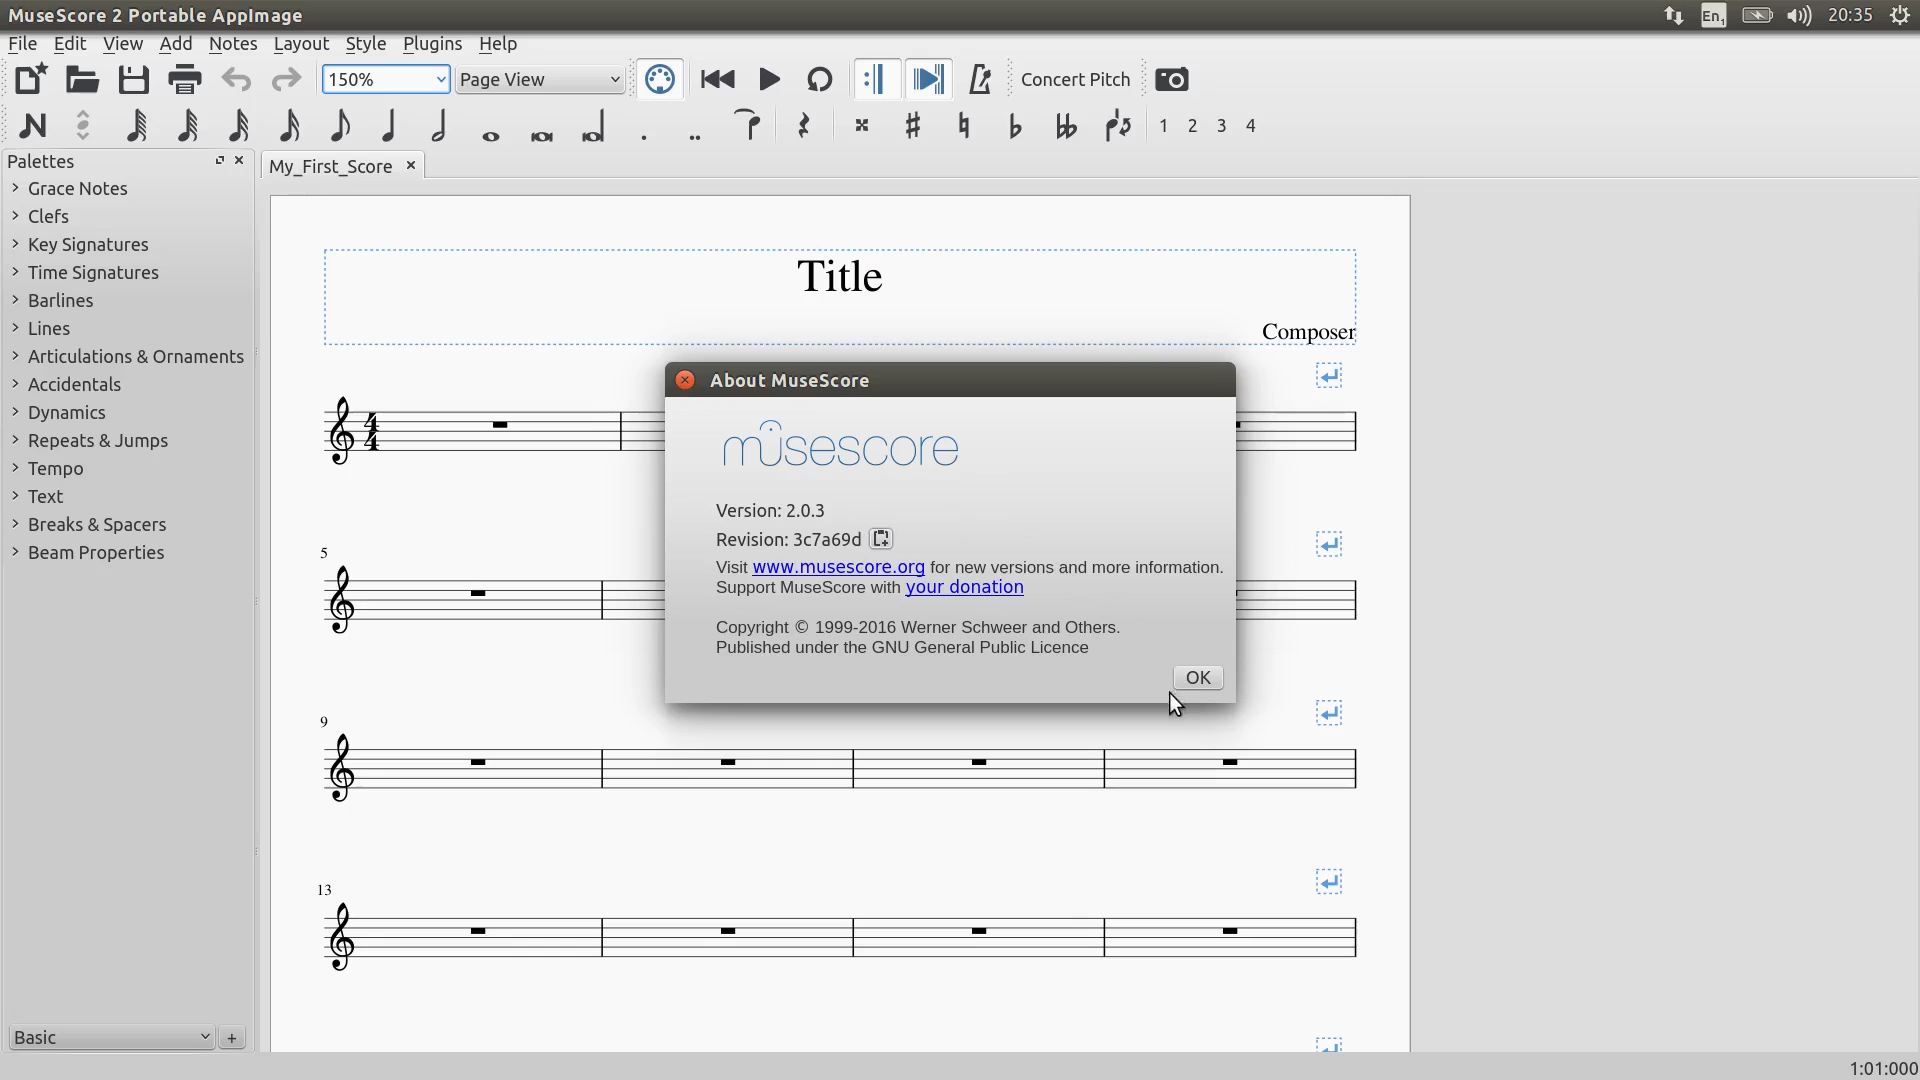 MuseScore 2 Portable AppImage
En1 20:35
File Edit View Add Notes Layout Style Plugins Help
150% Page View Concert Pitch
1 2 3 4
Palettes
My_First_Score
Grace Notes
Clefs
Key Signatures
Time Signatures
Barlines
Lines
Articulations & Ornaments
Accidentals
Dynamics
Repeats & Jumps
Tempo
Text
Breaks & Spacers
Beam Properties
Basic
+
Title
Composer
4
4
5
9
13
About MuseScore
musescore
Version: 2.0.3
Revision: 3c7a69d
Visit www.musescore.org for new versions and more information.
Support MuseScore with your donation
Copyright © 1999-2016 Werner Schweer and Others.
Published under the GNU General Public Licence
OK
1:01:000